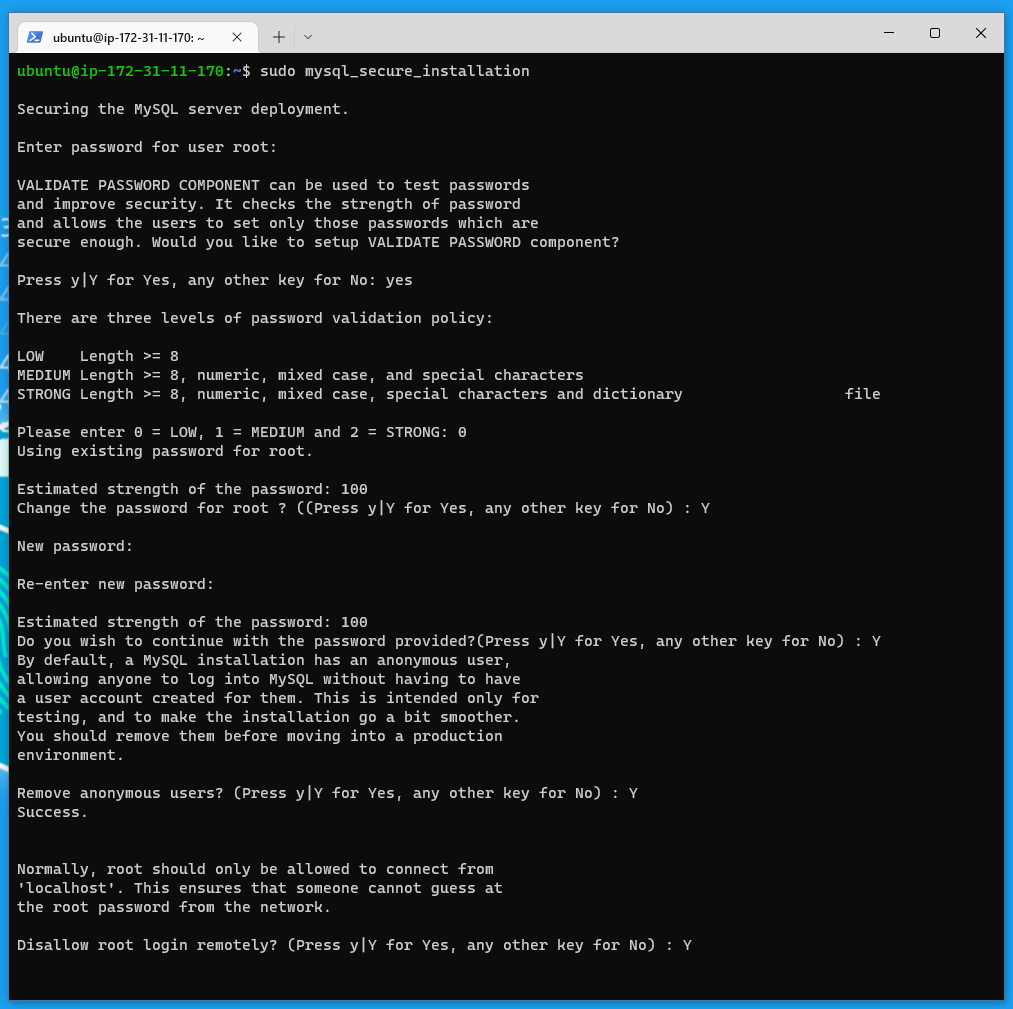 ubuntu@ip-172-31-11-170: ~
ubuntu@ip-172-31-11-170:~$ sudo mysql_secure_installation
Securing the MySQL server deployment.
Enter password for user root:
VALIDATE PASSWORD COMPONENT can be used to test passwords
and improve security. It checks the strength of password
and allows the users to set only those passwords which are
secure enough. Would you like to setup VALIDATE PASSWORD component?
Press y|Y for Yes, any other key for No: yes
There are three levels of password validation policy:
LOW    Length >= 8
MEDIUM Length >= 8, numeric, mixed case, and special characters
STRONG Length >= 8, numeric, mixed case, special characters and dictionary                  file
Please enter 0 = LOW, 1 = MEDIUM and 2 = STRONG: 0
Using existing password for root.
Estimated strength of the password: 100
Change the password for root ? ((Press y|Y for Yes, any other key for No) : Y
New password:
Re-enter new password:
Estimated strength of the password: 100
Do you wish to continue with the password provided?(Press y|Y for Yes, any other key for No) : Y
By default, a MySQL installation has an anonymous user,
allowing anyone to log into MySQL without having to have
a user account created for them. This is intended only for
testing, and to make the installation go a bit smoother.
You should remove them before moving into a production
environment.
Remove anonymous users? (Press y|Y for Yes, any other key for No) : Y
Success.
Normally, root should only be allowed to connect from
'localhost'. This ensures that someone cannot guess at
the root password from the network.
Disallow root login remotely? (Press y|Y for Yes, any other key for No) : Y